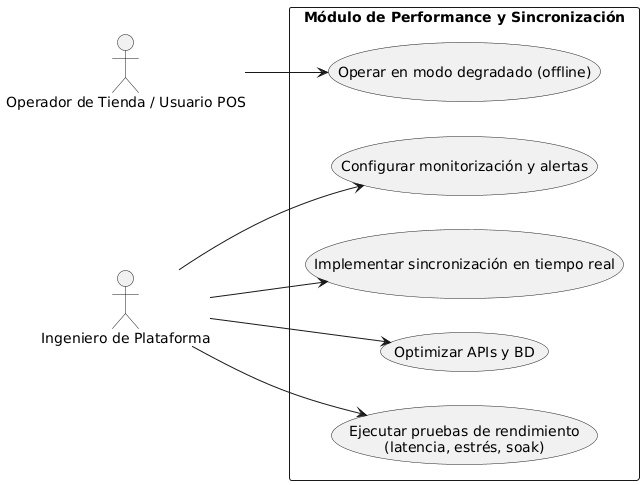 Módulo de Performance y Sincronización
Operador de Tienda / Usuario POS
Operar en modo degradado (offline)
Configurar monitorización y alertas
Implementar sincronización en tiempo real
Ingeniero de Plataforma
Optimizar APIs y BD
Ejecutar pruebas de rendimiento
(latencia, estrés, soak)